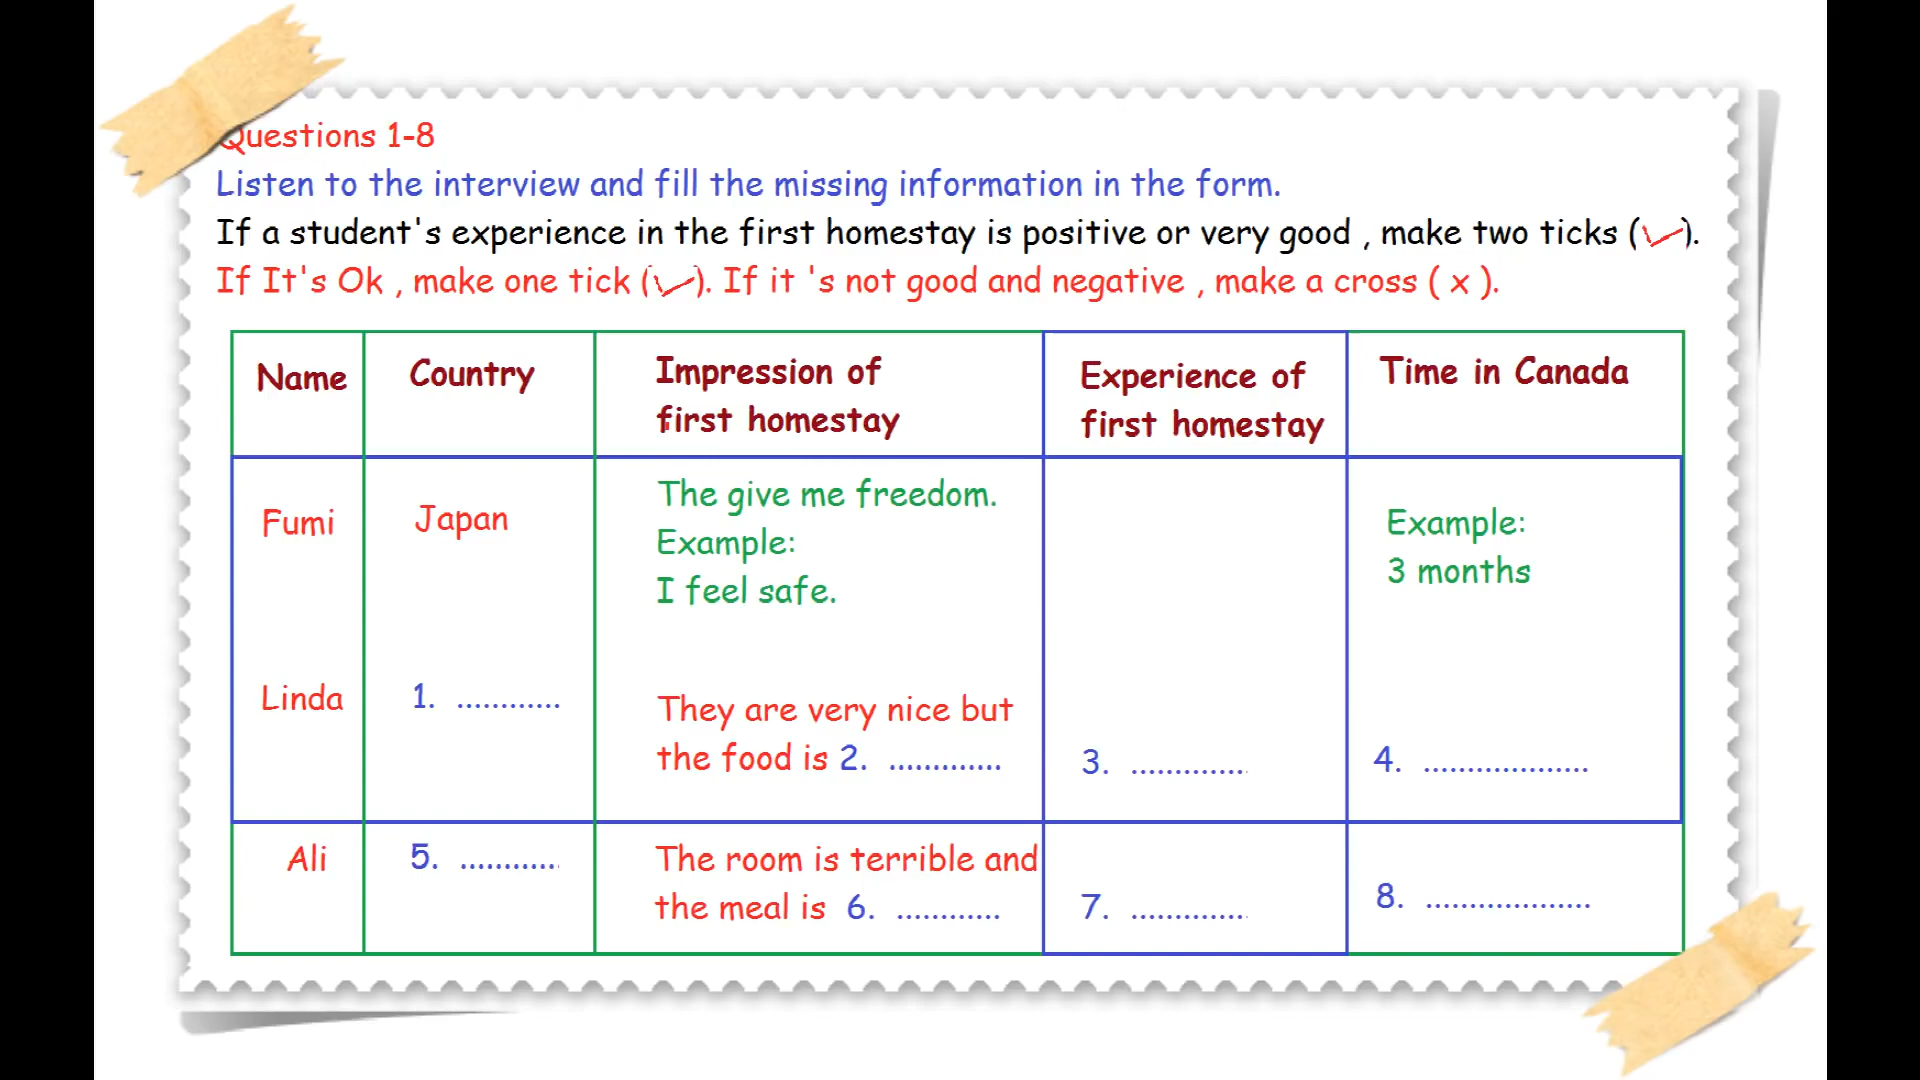 Questions 1-8
Listen to the interview and fill the missing information in the form.
If a student's experience in the first homestay is positive or very good , make two ticks (✓).
If It's Ok , make one tick (✓). If it 's not good and negative , make a cross ( x ).
Name
Country
Impression of
first homestay
Experience of
first homestay
Time in Canada
Fumi
Japan
The give me freedom.
Example:
I feel safe.
Example:
3 months
Linda
1. ............
They are very nice but
the food is 2. .............
3. .............
4. ...................
Ali
5. ............
The room is terrible and
the meal is 6. ............
7. .............
8. ...................